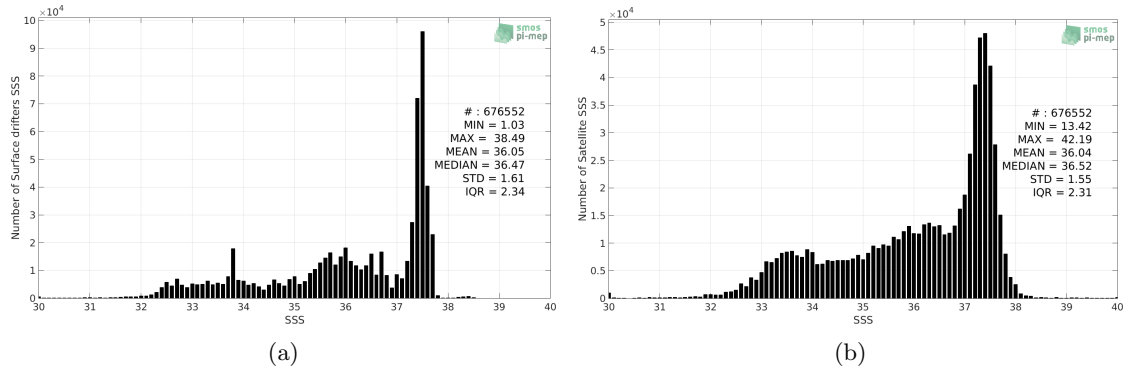 ×10⁴
10
9
8
7
6
5
4
3
2
1
0
30 31 32 33 34 35 36 37 38 39 40
SSS
Number of Surface drifters SSS
smos
pi-mep
# : 676552
MIN = 1.03
MAX = 38.49
MEAN = 36.05
MEDIAN = 36.47
STD = 1.61
IQR = 2.34
(a)
×10⁴
5
4.5
4
3.5
3
2.5
2
1.5
1
0.5
0
30 31 32 33 34 35 36 37 38 39 40
SSS
Number of Satellite SSS
smos
pi-mep
# : 676552
MIN = 13.42
MAX = 42.19
MEAN = 36.04
MEDIAN = 36.52
STD = 1.55
IQR = 2.31
(b)